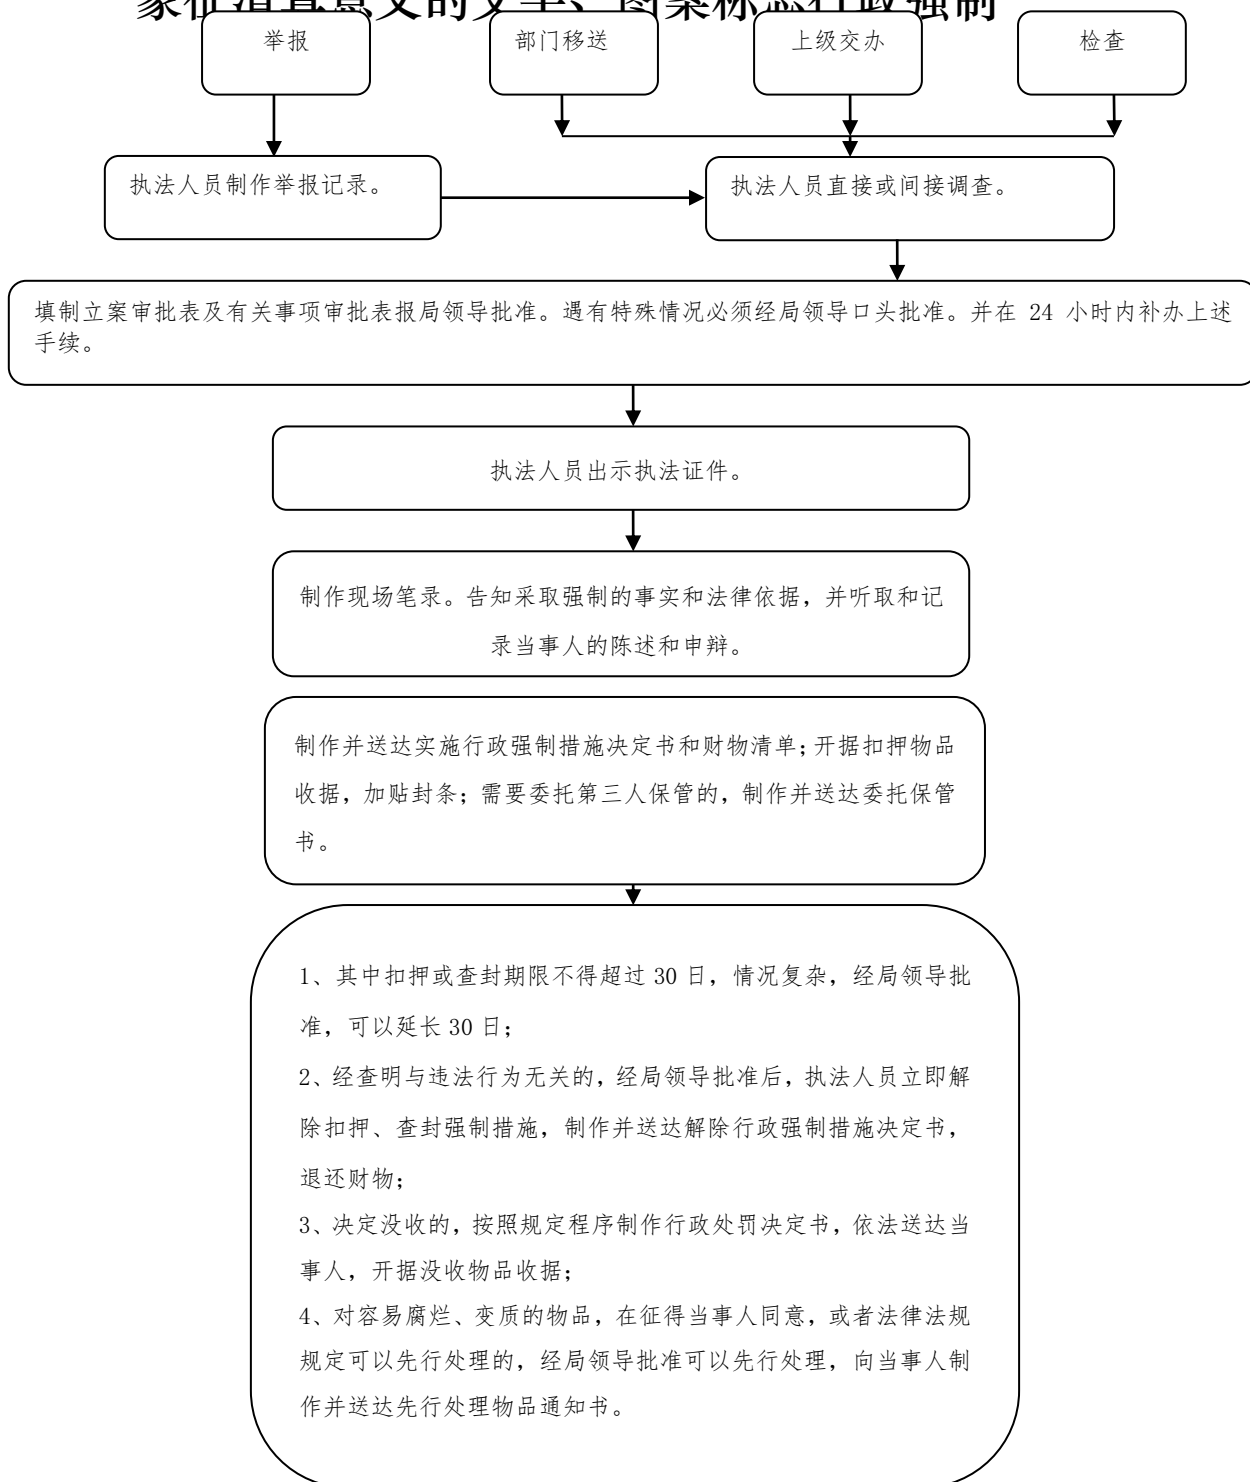 象征清真意义的文字、图案标志行政强制
举报
部门移送
上级交办
检查
执法人员制作举报记录。
执法人员直接或间接调查。
填制立案审批表及有关事项审批表报局领导批准。遇有特殊情况必须经局领导口头批准。并在 24 小时内补办上述
手续。
执法人员出示执法证件。
制作现场笔录。告知采取强制的事实和法律依据，并听取和记
录当事人的陈述和申辩。
制作并送达实施行政强制措施决定书和财物清单；开据扣押物品
收据，加贴封条；需要委托第三人保管的，制作并送达委托保管
书。
1、其中扣押或查封期限不得超过 30 日，情况复杂，经局领导批
准，可以延长 30 日；
2、经查明与违法行为无关的，经局领导批准后，执法人员立即解
除扣押、查封强制措施，制作并送达解除行政强制措施决定书，
退还财物；
3、决定没收的，按照规定程序制作行政处罚决定书，依法送达当
事人，开据没收物品收据；
4、对容易腐烂、变质的物品，在征得当事人同意，或者法律法规
规定可以先行处理的，经局领导批准可以先行处理，向当事人制
作并送达先行处理物品通知书。